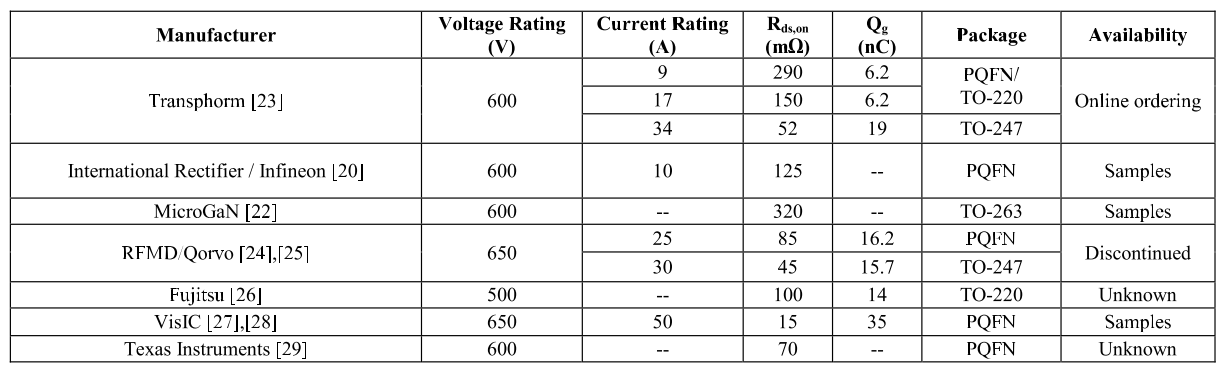 Manufacturer Voltage Rating (V) Current Rating (A) Rds,on (mΩ) Qg (nC) Package Availability
Transphorm [23] 600 9 290 6.2 PQFN/ TO-220 Online ordering
17 150 6.2
34 52 19 TO-247
International Rectifier / Infineon [20] 600 10 125 -- PQFN Samples
MicroGaN [22] 600 -- 320 -- TO-263 Samples
RFMD/Qorvo [24],[25] 650 25 85 16.2 PQFN Discontinued
30 45 15.7 TO-247
Fujitsu [26] 500 -- 100 14 TO-220 Unknown
VisIC [27],[28] 650 50 15 35 PQFN Samples
Texas Instruments [29] 600 -- 70 -- PQFN Unknown